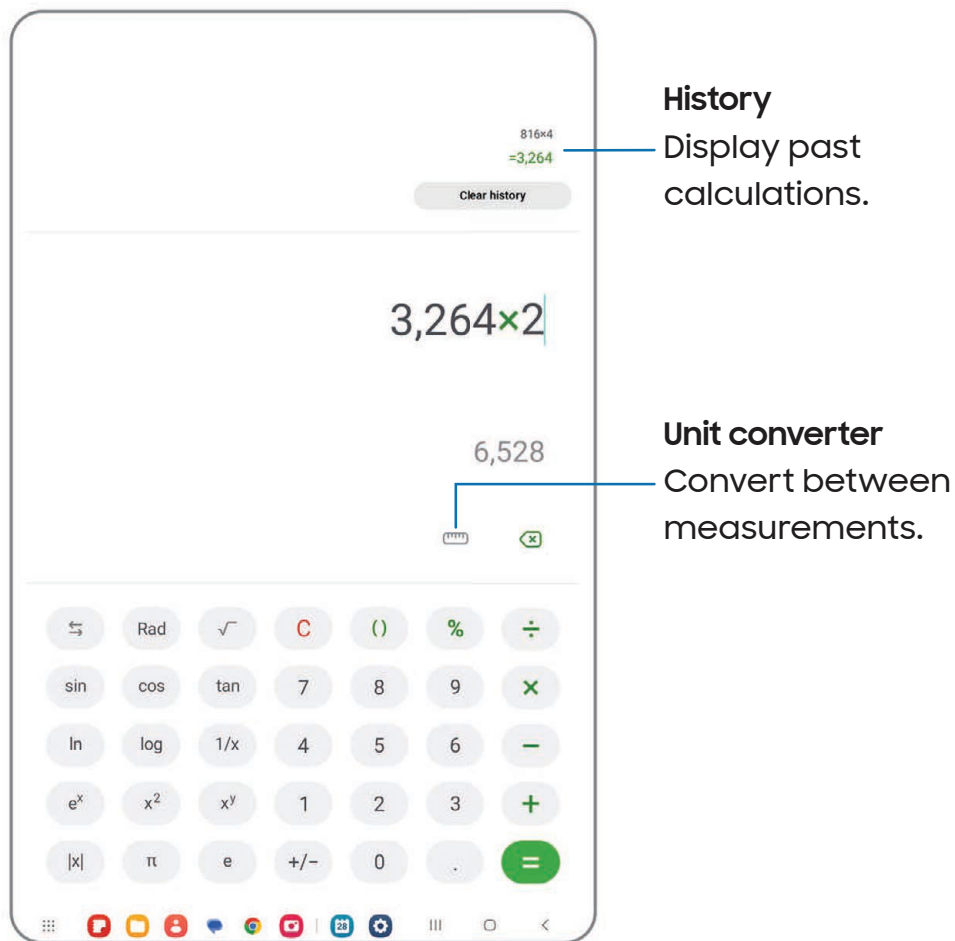 History
Display past
calculations.
816×4
=3,264
Clear history
3,264×2
6,528
Unit converter
Convert between
measurements.
Rad √ C () % ÷
sin cos tan 7 8 9 ×
ln log 1/x 4 5 6 −
eˣ x² xʸ 1 2 3 +
|x| π e +/− 0 . =
28